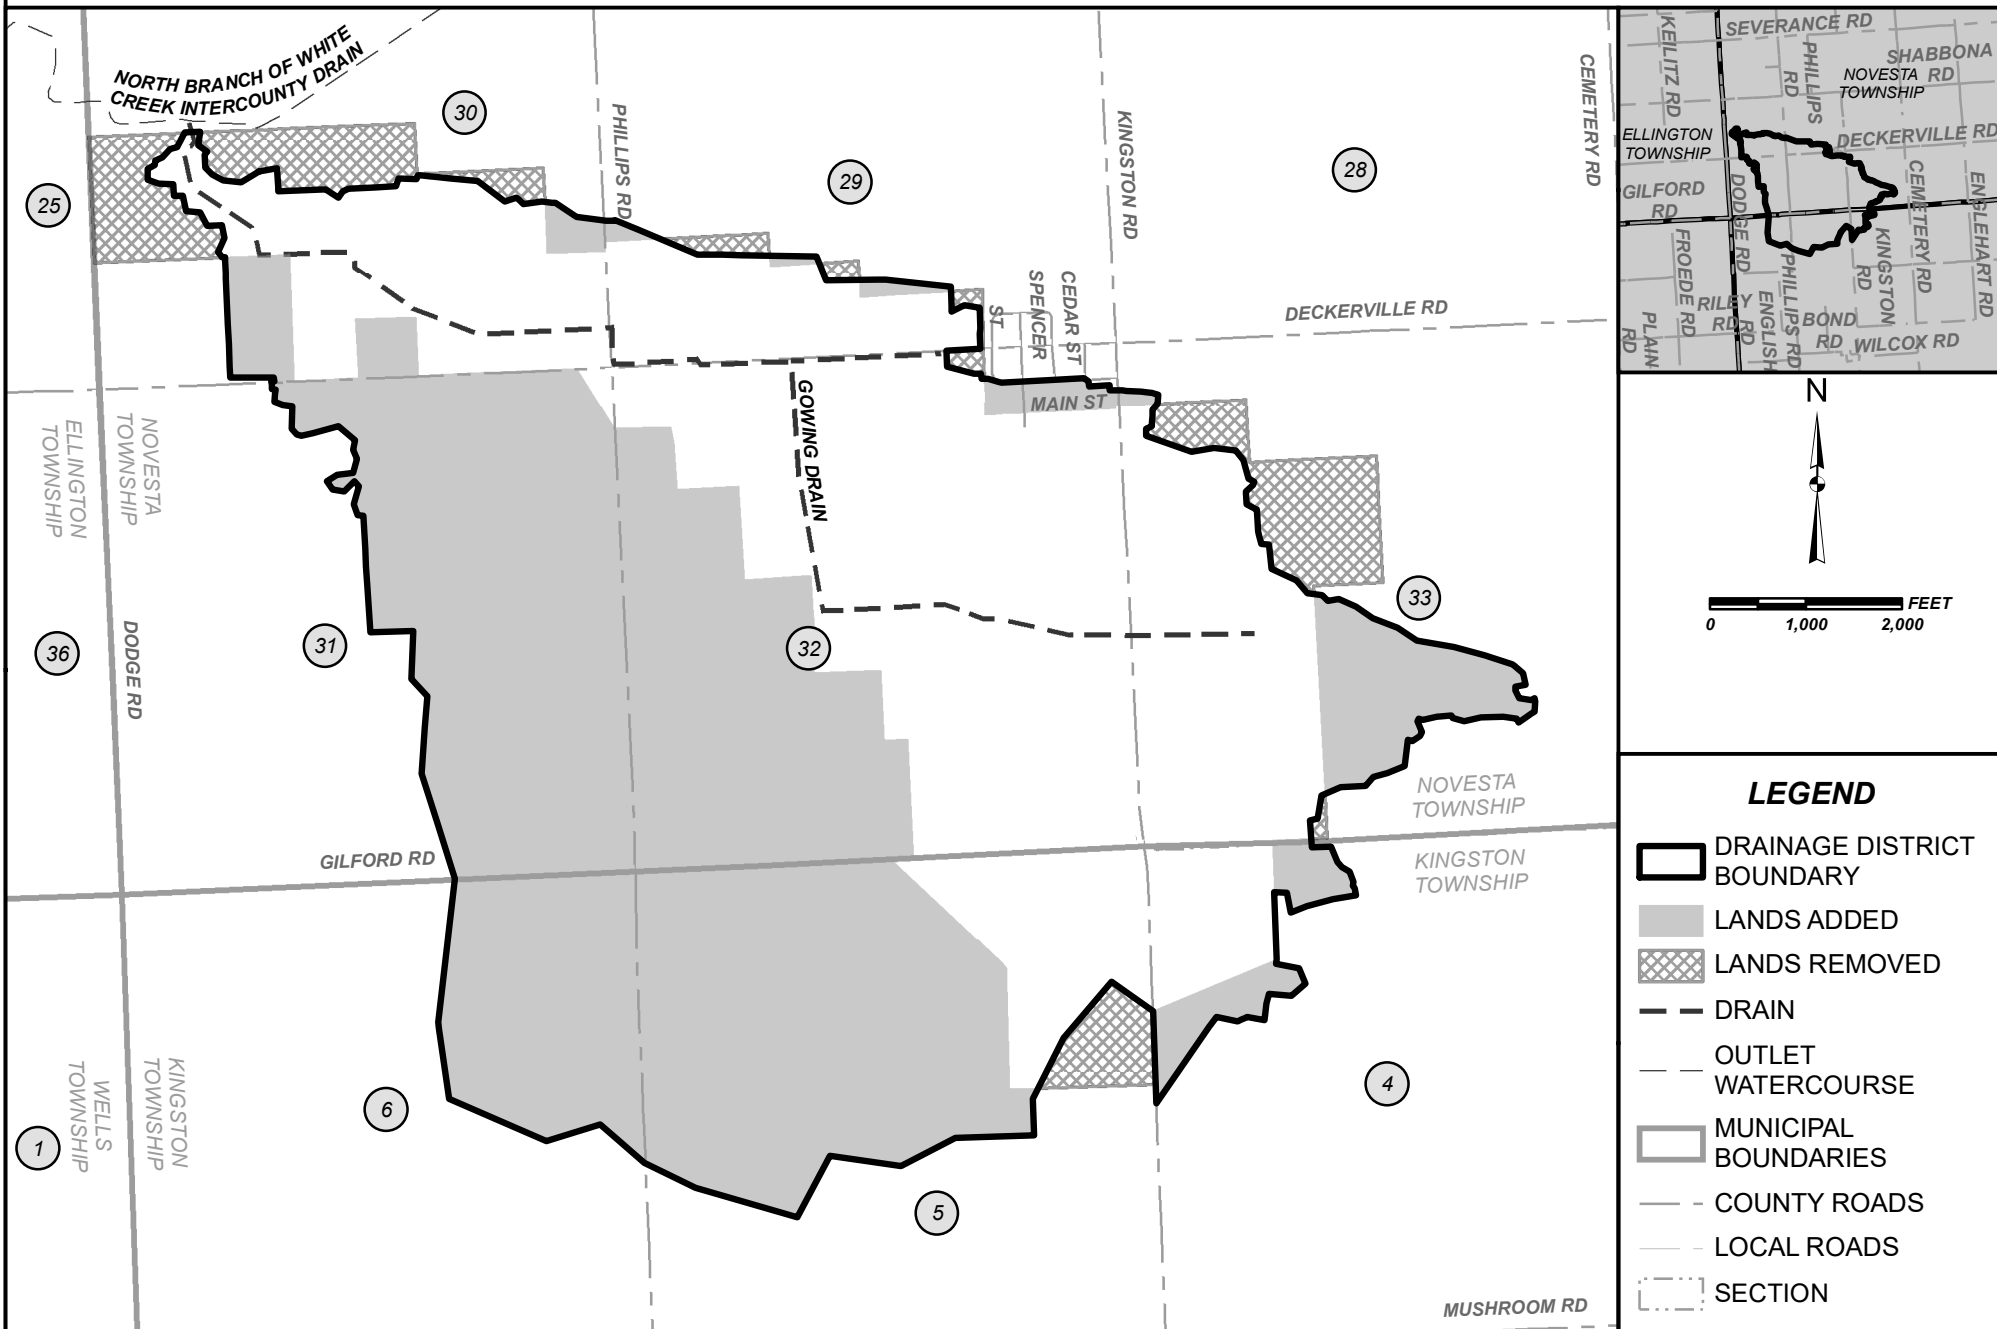 NORTH BRANCH OF WHITE
CREEK INTERCOUNTY DRAIN
30
25
29
28
PHILLIPS RD
KINGSTON RD
CEMETERY RD
SPENCER
ST
CEDAR ST
DECKERVILLE RD
MAIN ST
GOWING DRAIN
ELLINGTON
TOWNSHIP
NOVESTA
TOWNSHIP
DODGE RD
36
31
32
33
NOVESTA
TOWNSHIP
GILFORD RD
KINGSTON
TOWNSHIP
WELLS
TOWNSHIP
KINGSTON
TOWNSHIP
1
6
5
4
MUSHROOM RD
SEVERANCE RD
KEILITZ RD
PHILLIPS
RD
SHABBONA
RD
NOVESTA
TOWNSHIP
ELLINGTON
TOWNSHIP
DECKERVILLE RD
GILFORD
RD
DODGE RD
CEMETERY RD
ENGLEHART RD
FROEDE RD
PHILLIPS RD
KINGSTON
RD
RILEY
RD
ENGLISH
RD
BOND
RD
WILCOX RD
PLAIN
RD
N
FEET
0 1,000 2,000
LEGEND
DRAINAGE DISTRICT
BOUNDARY
LANDS ADDED
LANDS REMOVED
DRAIN
OUTLET
WATERCOURSE
MUNICIPAL
BOUNDARIES
COUNTY ROADS
LOCAL ROADS
SECTION